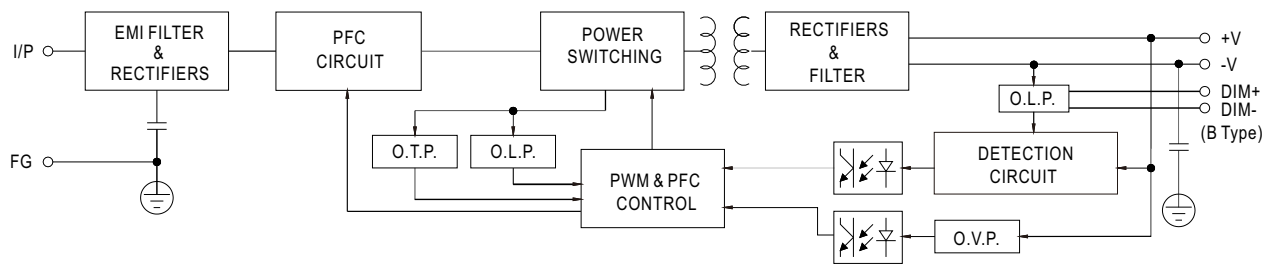 I/P
EMI FILTER
&
RECTIFIERS
PFC
CIRCUIT
POWER
SWITCHING
RECTIFIERS
&
FILTER
+V
-V
O.L.P.
DIM+
DIM-
(B Type)
FG
O.T.P.
O.L.P.
PWM & PFC
CONTROL
DETECTION
CIRCUIT
O.V.P.